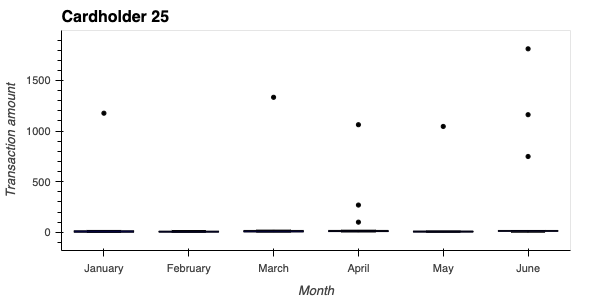 Cardholder 25
Transaction amount
1500
1000
500
0
January February March April May June
Month